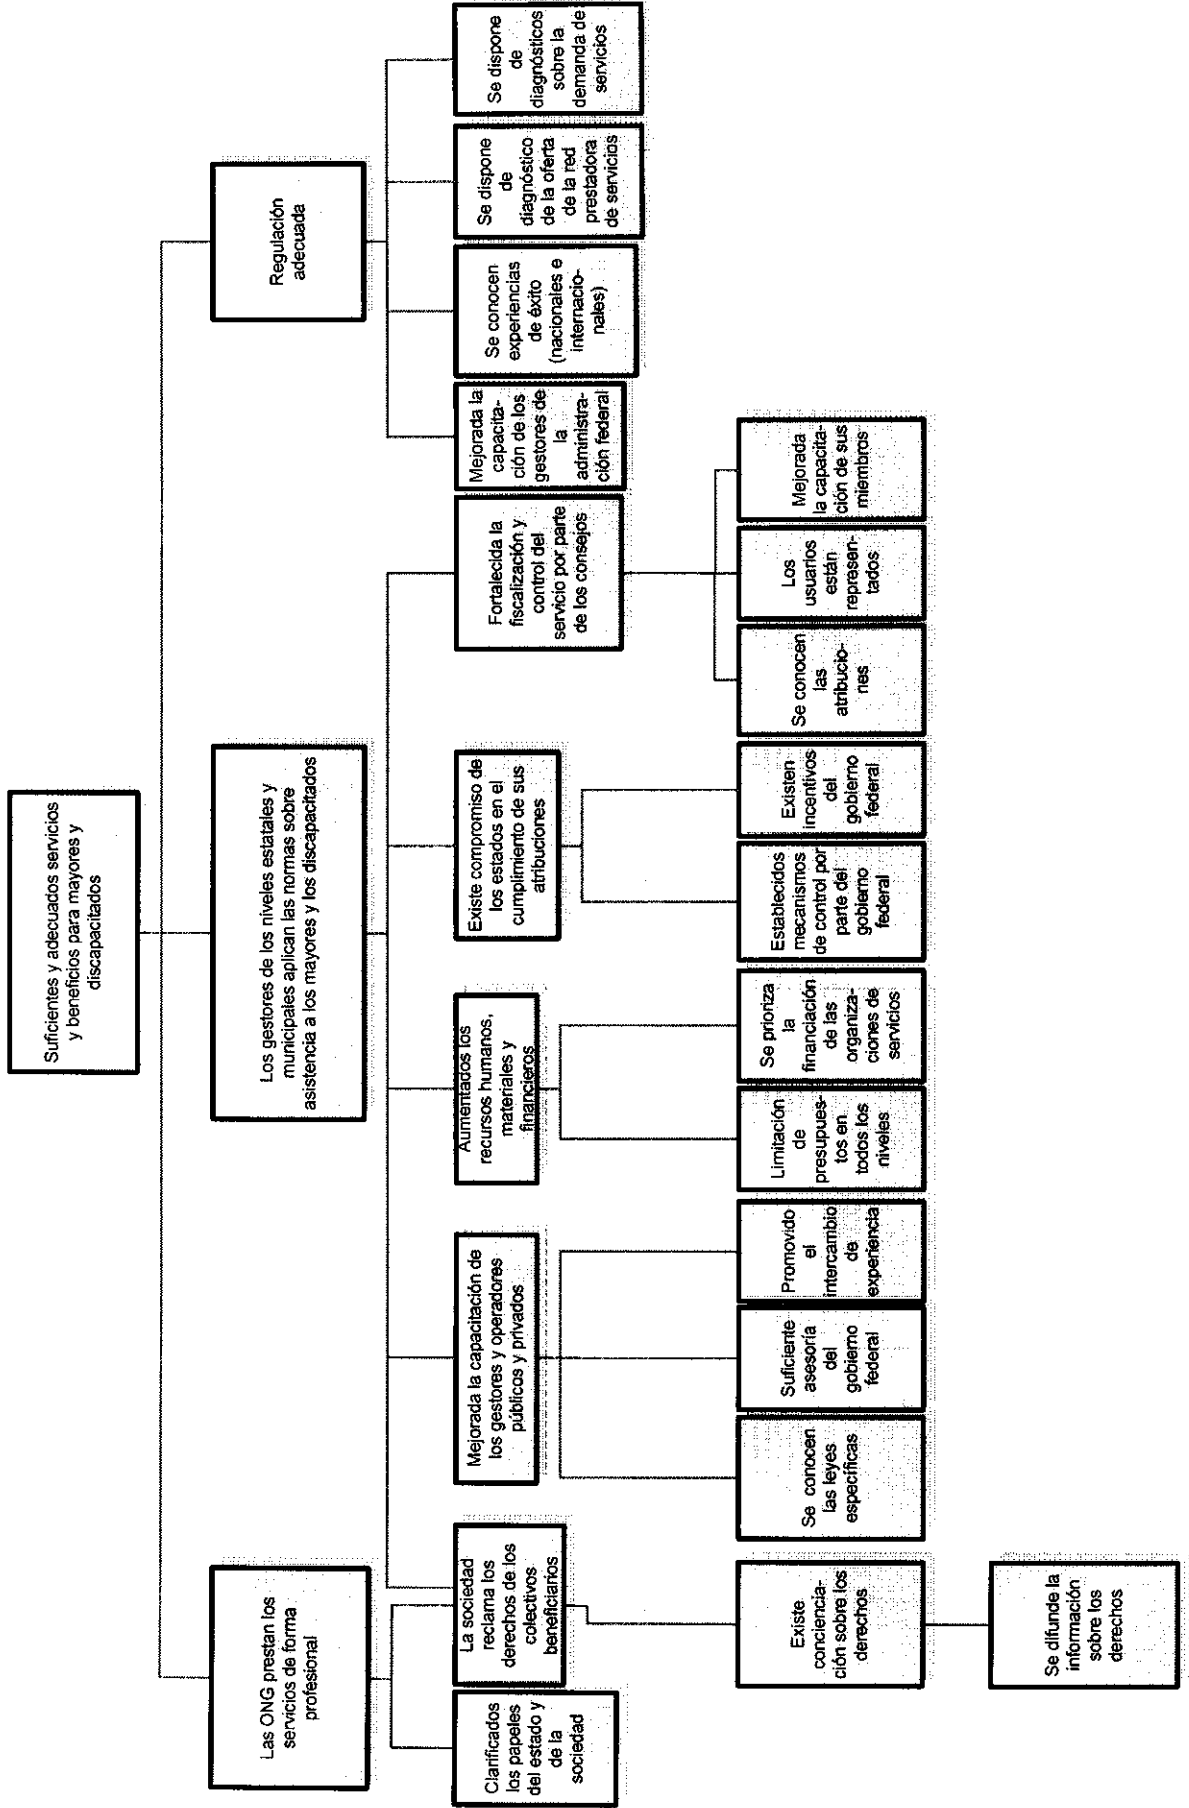 Suficientes y adecuados servicios
y beneficios para mayores y
discapacitados
Las ONG prestan los
servicios de forma
profesional
Los gestores de los niveles estatales y
municipales aplican las normas sobre
asistencia a los mayores y los discapacitados
Regulación
adecuada
Clarificados
los papeles
del estado y
de la
sociedad
La sociedad
reclama los
derechos de los
colectivos
beneficiarios
Mejorada la capacitación de
los gestores y operadores
públicos y privados
Aumentados los
recursos humanos,
materiales y
financieros
Existe compromiso de
los estados en el
cumplimiento de sus
atribuciones
Fortalecida la
fiscalización y
control del
servicio por parte
de los consejos
Mejorada la
capacita-
ción de los
gestores de
la
administra-
ción federal
Se conocen
experiencias
de éxito
(nacionales e
internacio-
nales)
Se dispone
de
diagnóstico
de la oferta
de la red
prestadora
de servicios
Se dispone
de
diagnósticos
sobre la
demanda de
servicios
Existe
conciencia-
ción sobre los
derechos
Se conocen
las leyes
específicas
Suficiente
asesoría
del
gobierno
federal
Promovido
el
intercambio
de
experiencia
Limitación
de
presupues-
tos en
todos los
niveles
Se prioriza
la
financiación
de las
organiza-
ciones de
servicios
Establecidos
mecanismos
de control por
parte del
gobierno
federal
Existen
incentivos
del
gobierno
federal
Se conocen
las
atribucio-
nes
Los
usuarios
están
represen-
tados
Mejorada
la capacita-
ción de sus
miembros
Se difunde la
información
sobre los
derechos